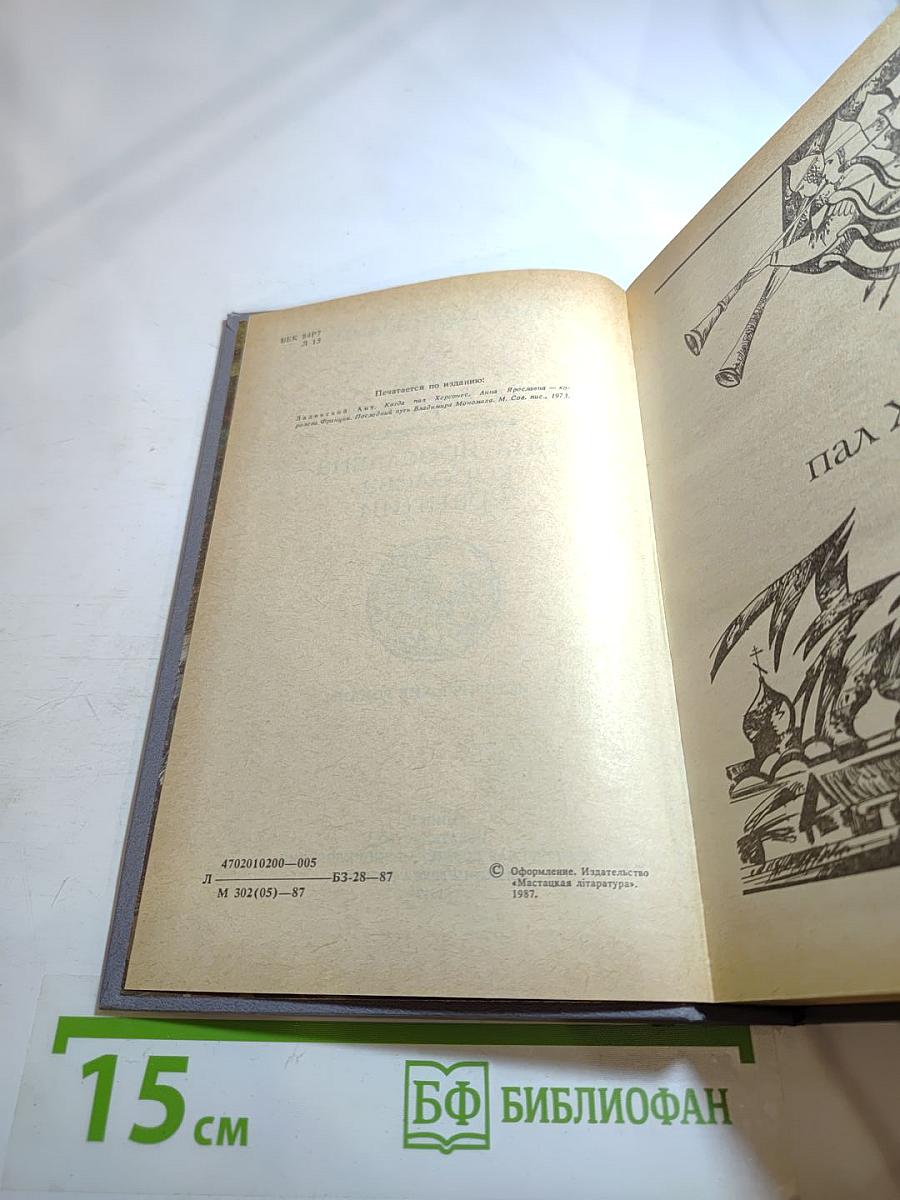 ББК 84Р7
Л 15
Печатается по изданию:
Ладинский Ант. Когда пал Херсонес. Анна Ярославна — ко-
ролева Франции. Последний путь Владимира Мономаха. М. Сов. пис., 1973.
4702010200—005
Л ———— БЗ-28—87
М 302(05)—87
© Оформление. Издательство
«Мастацкая літаратура».
1987.
пал Х
15 см
БФ БИБЛИОФАН